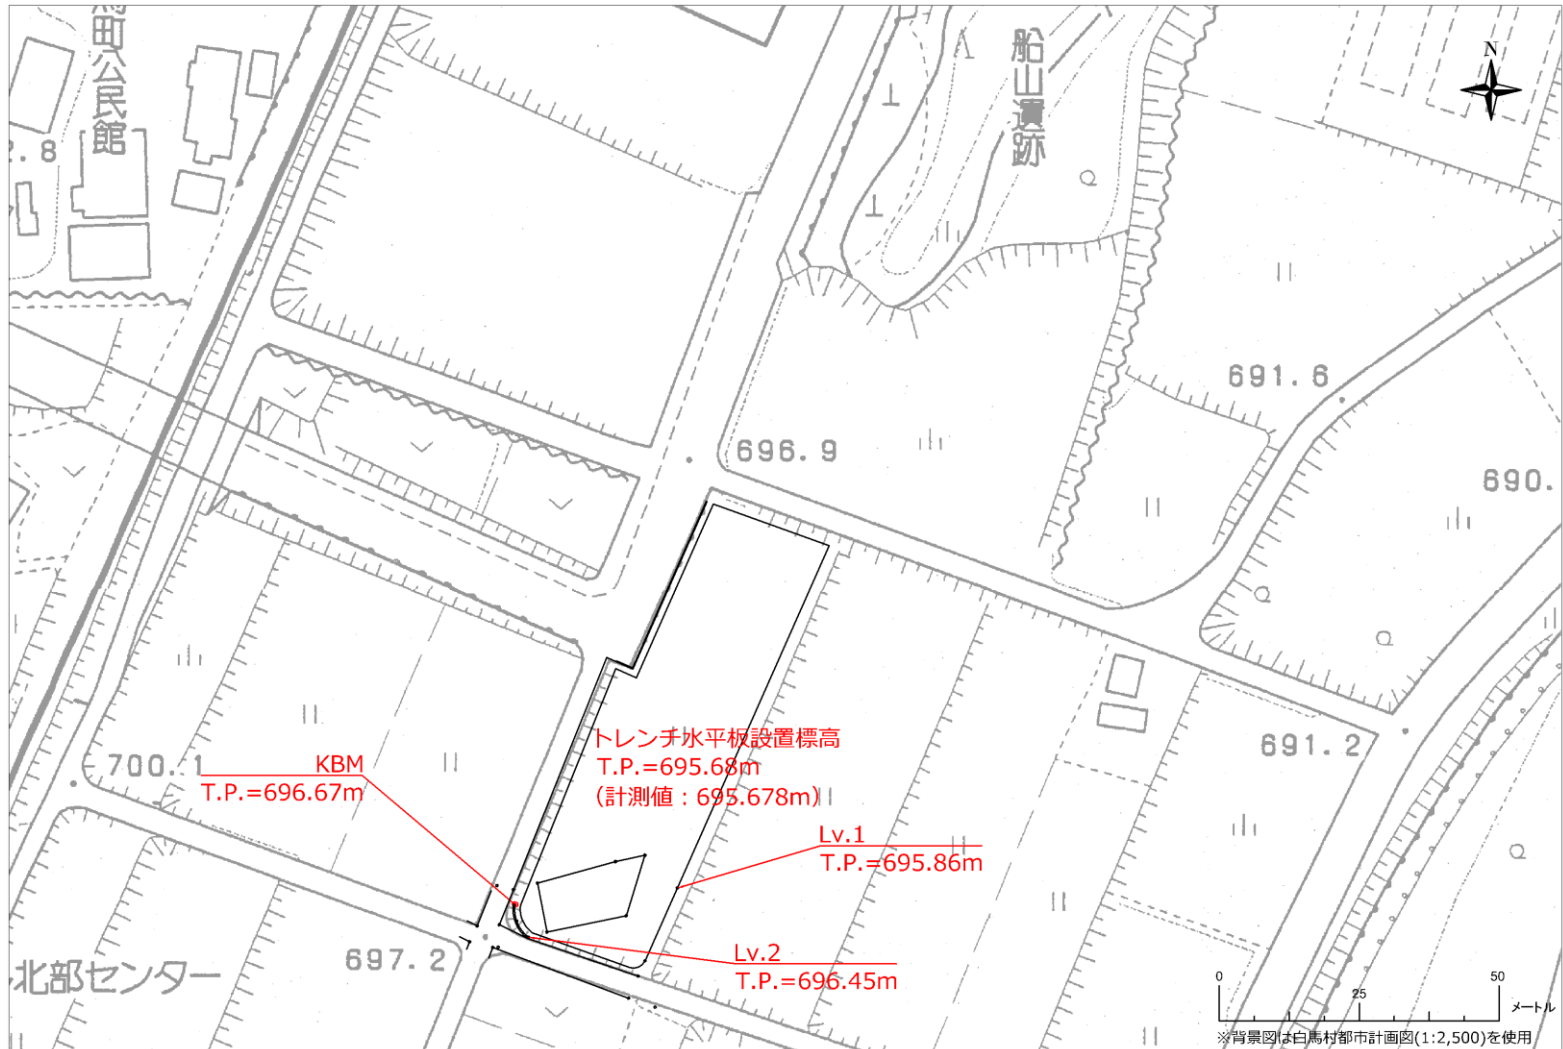 町公民館
船山遺跡
N
.8
691.6
696.9
690.
トレンチ水平板設置標高
T.P.=695.68m
(計測値：695.678m)
700.1
KBM
T.P.=696.67m
691.2
Lv.1
T.P.=695.86m
697.2
Lv.2
T.P.=696.45m
北部センター
0
25
50
メートル
※背景図は白馬村都市計画図(1:2,500)を使用